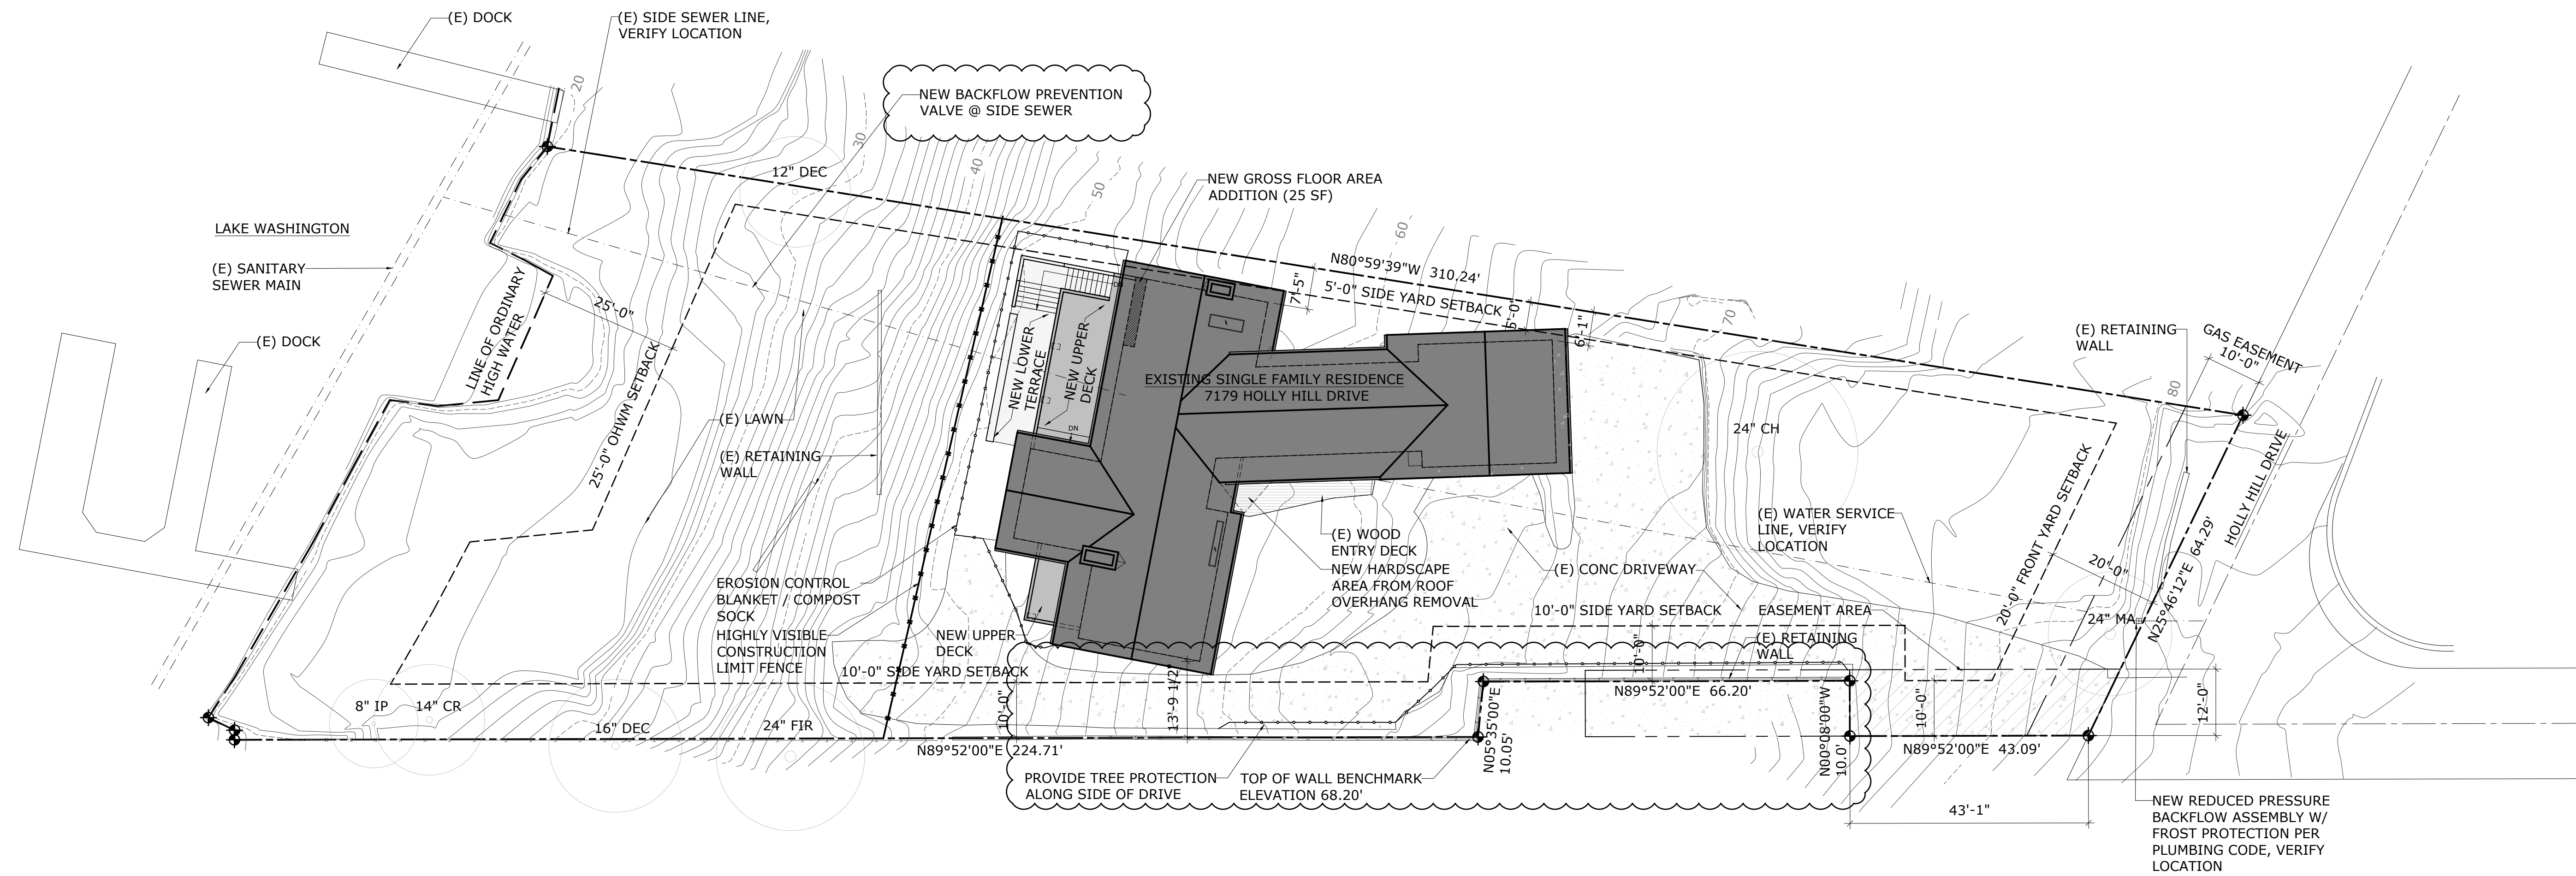 (E) DOCK
(E) SIDE SEWER LINE,
VERIFY LOCATION
20
NEW BACKFLOW PREVENTION
VALVE @ SIDE SEWER
30
12" DEC
40
50
NEW GROSS FLOOR AREA
ADDITION (25 SF)
60
LAKE WASHINGTON
(E) SANITARY
SEWER MAIN
N80°59'39"W  310.24'
5'-0" SIDE YARD SETBACK
7'-5"
5'-0"
6'-1"
70
DN
LINE OF ORDINARY
HIGH WATER
25'-0"
25'-0" OHWM SETBACK
(E) DOCK
NEW LOWER
TERRACE
NEW UPPER
DECK
DN
EXISTING SINGLE FAMILY RESIDENCE
7179 HOLLY HILL DRIVE
(E) RETAINING
WALL
GAS EASEMENT
10'-0"
80
(E) LAWN
24" CH
(E) RETAINING
WALL
HOLLY HILL DRIVE
20'-0" FRONT YARD SETBACK
20'-0"
N25°46'12"E  64.29'
(E) WATER SERVICE
LINE, VERIFY
LOCATION
(E) WOOD
ENTRY DECK
NEW HARDSCAPE
AREA FROM ROOF
OVERHANG REMOVAL
(E) CONC DRIVEWAY
EROSION CONTROL
BLANKET / COMPOST
SOCK
HIGHLY VISIBLE
CONSTRUCTION
LIMIT FENCE
NEW UPPER
DECK
10'-0" SIDE YARD SETBACK
10'-0" SIDE YARD SETBACK
EASEMENT AREA
24" MA
(E) RETAINING
WALL
10'-0"
8" IP
14" CR
16" DEC
24" FIR
10'-0"
13'-9 1/2"
N89°52'00"E  224.71'
N05°35'00"E
10.05'
N89°52'00"E  66.20'
N00°08'00"W
10.0'
10'-0"
N89°52'00"E  43.09'
12'-0"
PROVIDE TREE PROTECTION
ALONG SIDE OF DRIVE
TOP OF WALL BENCHMARK
ELEVATION 68.20'
43'-1"
NEW REDUCED PRESSURE
BACKFLOW ASSEMBLY W/
FROST PROTECTION PER
PLUMBING CODE, VERIFY
LOCATION